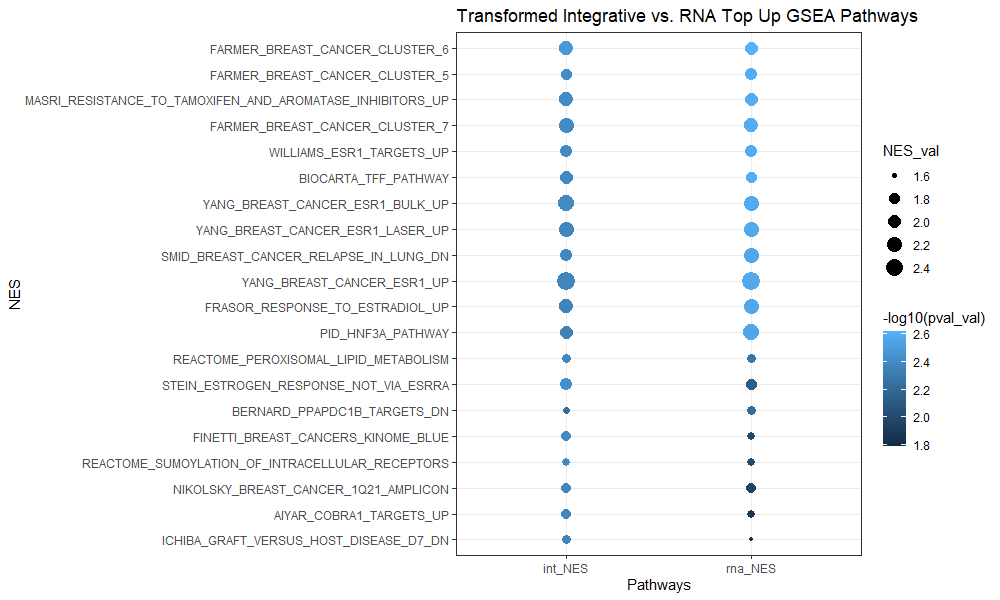 Transformed Integrative vs. RNA Top Up GSEA Pathways
FARMER_BREAST_CANCER_CLUSTER_6
FARMER_BREAST_CANCER_CLUSTER_5
MASRI_RESISTANCE_TO_TAMOXIFEN_AND_AROMATASE_INHIBITORS_UP
FARMER_BREAST_CANCER_CLUSTER_7
WILLIAMS_ESR1_TARGETS_UP
BIOCARTA_TFF_PATHWAY
YANG_BREAST_CANCER_ESR1_BULK_UP
YANG_BREAST_CANCER_ESR1_LASER_UP
SMID_BREAST_CANCER_RELAPSE_IN_LUNG_DN
YANG_BREAST_CANCER_ESR1_UP
FRASOR_RESPONSE_TO_ESTRADIOL_UP
PID_HNF3A_PATHWAY
REACTOME_PEROXISOMAL_LIPID_METABOLISM
STEIN_ESTROGEN_RESPONSE_NOT_VIA_ESRRA
BERNARD_PPAPDC1B_TARGETS_DN
FINETTI_BREAST_CANCERS_KINOME_BLUE
REACTOME_SUMOYLATION_OF_INTRACELLULAR_RECEPTORS
NIKOLSKY_BREAST_CANCER_1Q21_AMPLICON
AIYAR_COBRA1_TARGETS_UP
ICHIBA_GRAFT_VERSUS_HOST_DISEASE_D7_DN
NES
int_NES
rna_NES
Pathways
NES_val
1.6
1.8
2.0
2.2
2.4
-log10(pval_val)
2.6
2.4
2.2
2.0
1.8